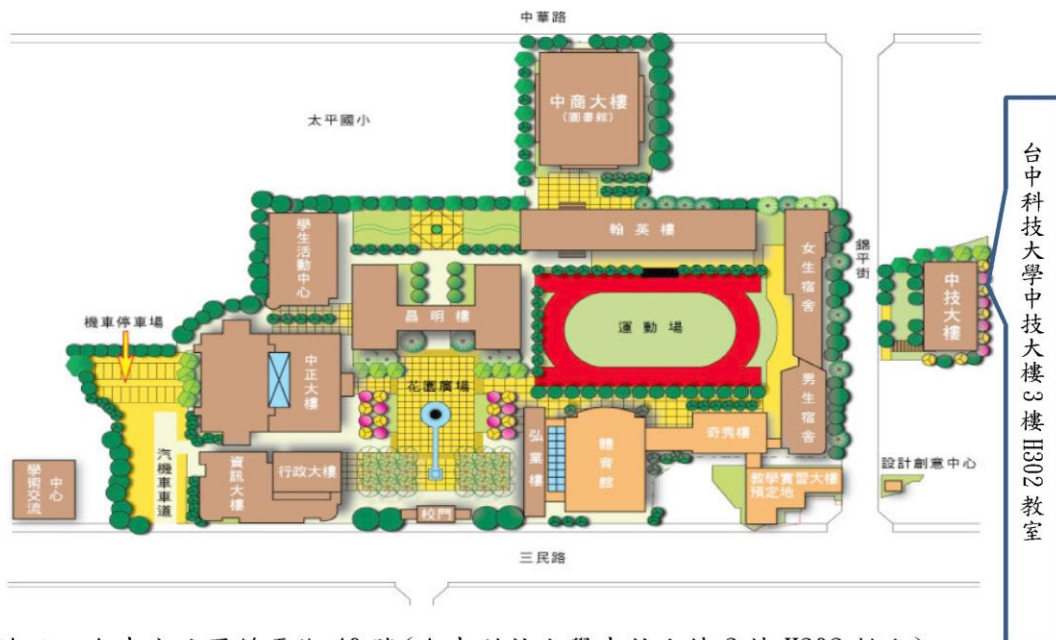 中華路
中商大樓
(圖書館)
太平國小
學生活動中心
翰英樓
女生宿舍
錦平街
中技大樓
昌明樓
運動場
機車停車場
中正大樓
花園廣場
男生宿舍
弘業樓
體育館
奇秀樓
學術交流
中心
汽機車車道
資訊大樓
行政大樓
校門
教學實習大樓
預定地
設計創意中心
三民路
台中科技大學中技大樓3樓H302教室